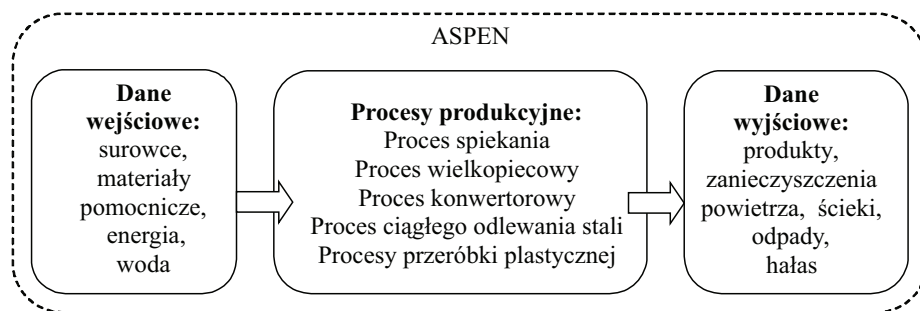 ASPEN
Dane
wejściowe:
surowce,
materiały
pomocnicze,
energia,
woda
Procesy produkcyjne:
Proces spiekania
Proces wielkopiecowy
Proces konwertorowy
Proces ciągłego odlewania stali
Procesy przeróbki plastycznej
Dane
wyjściowe:
produkty,
zanieczyszczenia
powietrza, ścieki,
odpady,
hałas